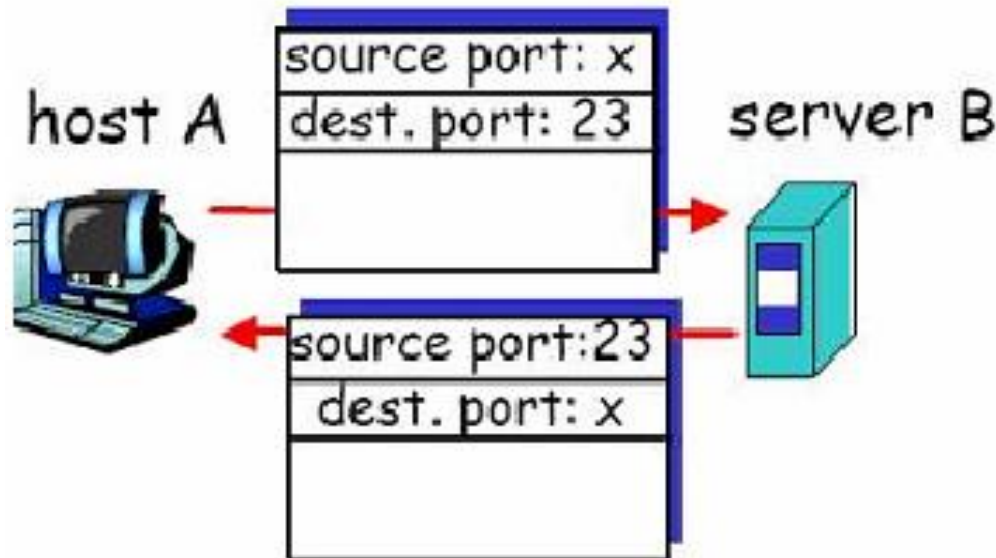 source port: x
dest. port: 23
host A
server B
source port:23
dest. port: x